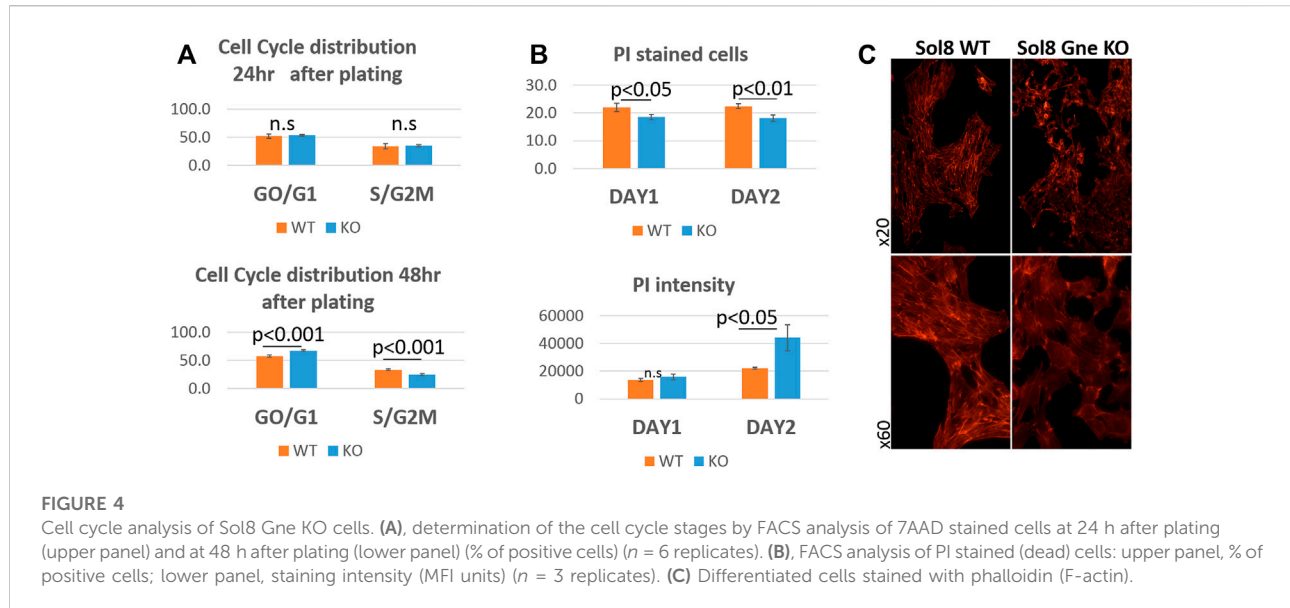 A
Cell Cycle distribution
24hr after plating
100.0
50.0
0.0
n.s
n.s
GO/G1
S/G2M
WT
KO
Cell Cycle distribution 48hr
after plating
100.0
50.0
0.0
p<0.001
p<0.001
GO/G1
S/G2M
WT
KO
B
PI stained cells
30.0
20.0
10.0
0.0
p<0.05
p<0.01
DAY1
DAY2
WT
KO
PI intensity
60000
40000
20000
0
n.s
p<0.05
DAY1
DAY2
WT
KO
C
Sol8 WT
Sol8 Gne KO
x20
x60
FIGURE 4
Cell cycle analysis of Sol8 Gne KO cells. (A), determination of the cell cycle stages by FACS analysis of 7AAD stained cells at 24 h after plating
(upper panel) and at 48 h after plating (lower panel) (% of positive cells) (n = 6 replicates). (B), FACS analysis of PI stained (dead) cells: upper panel, % of
positive cells; lower panel, staining intensity (MFI units) (n = 3 replicates). (C) Differentiated cells stained with phalloidin (F-actin).